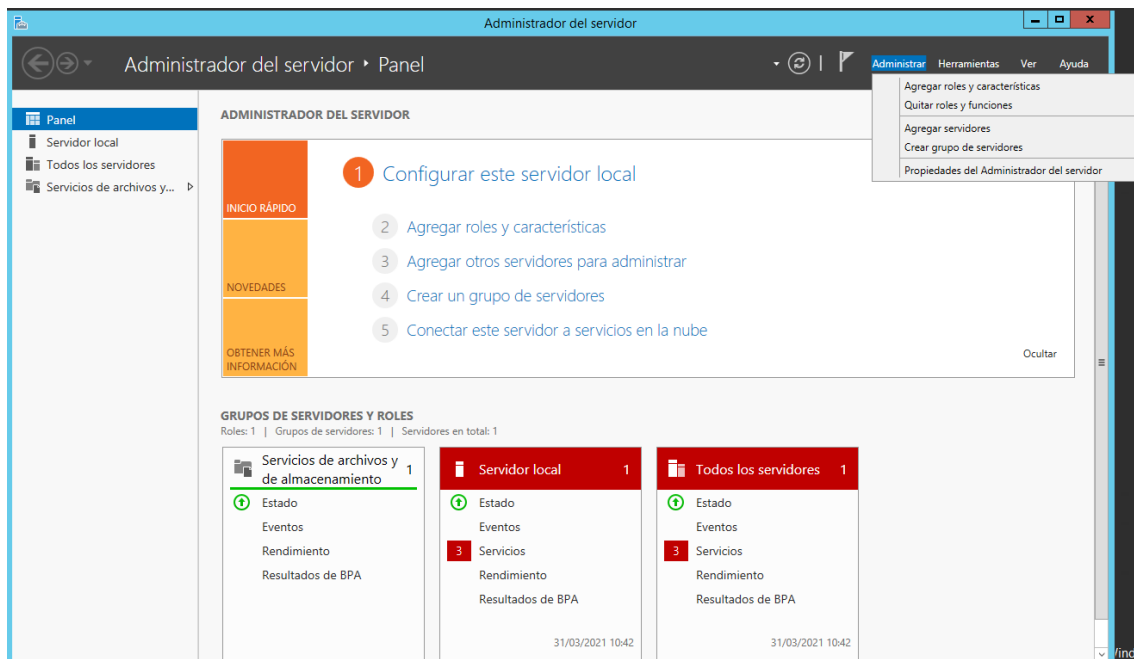 Administrador del servidor
Administrador del servidor ‣ Panel
Administrar Herramientas Ver Ayuda
Agregar roles y características
Quitar roles y funciones
Agregar servidores
Crear grupo de servidores
Propiedades del Administrador del servidor
Panel
Servidor local
Todos los servidores
Servicios de archivos y...
ADMINISTRADOR DEL SERVIDOR
INICIO RÁPIDO
NOVEDADES
OBTENER MÁS
INFORMACIÓN
1 Configurar este servidor local
2 Agregar roles y características
3 Agregar otros servidores para administrar
4 Crear un grupo de servidores
5 Conectar este servidor a servicios en la nube
Ocultar
GRUPOS DE SERVIDORES Y ROLES
Roles: 1 | Grupos de servidores: 1 | Servidores en total: 1
Servicios de archivos y
de almacenamiento 1
Estado
Eventos
Rendimiento
Resultados de BPA
Servidor local 1
Estado
Eventos
3 Servicios
Rendimiento
Resultados de BPA
31/03/2021 10:42
Todos los servidores 1
Estado
Eventos
3 Servicios
Rendimiento
Resultados de BPA
31/03/2021 10:42